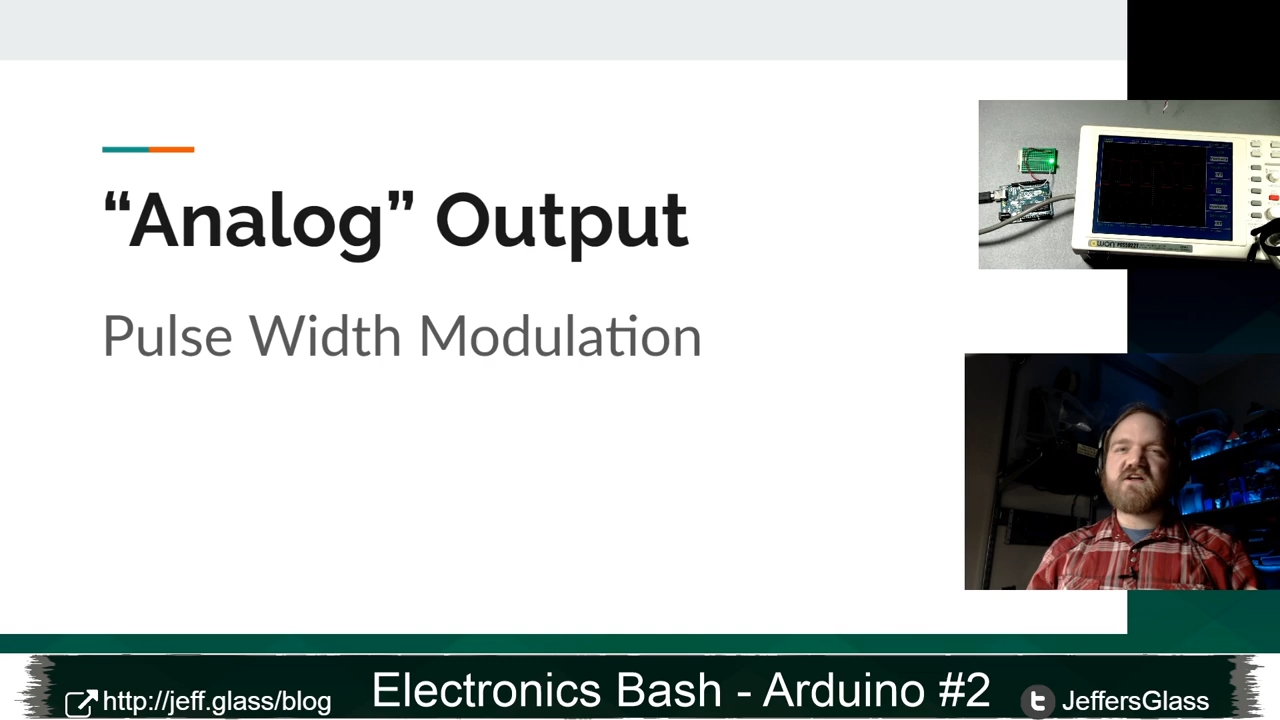 “Analog” Output
Pulse Width Modulation
http://jeff.glass/blog
Electronics Bash - Arduino #2
JeffersGlass